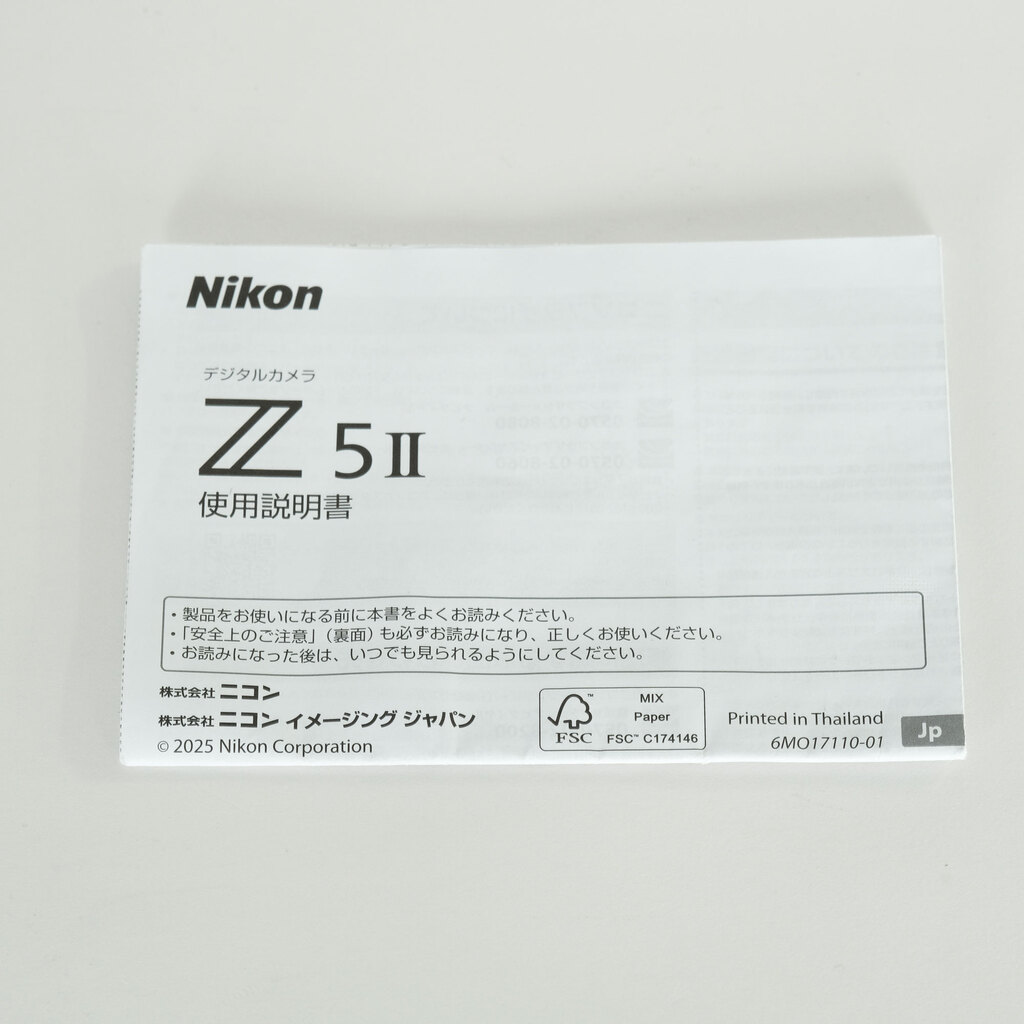 Nikon
デジタルカメラ
Z 5II
使用説明書
・製品をお使いになる前に本書をよくお読みください。
・「安全上のご注意」（裏面）も必ずお読みになり、正しくお使いください。
・お読みになった後は、いつでも見られるようにしてください。
株式会社 ニコン
株式会社 ニコン イメージング ジャパン
© 2025 Nikon Corporation
FSC™
MIX
Paper
FSC™ C174146
Printed in Thailand
6MO17110-01
Jp